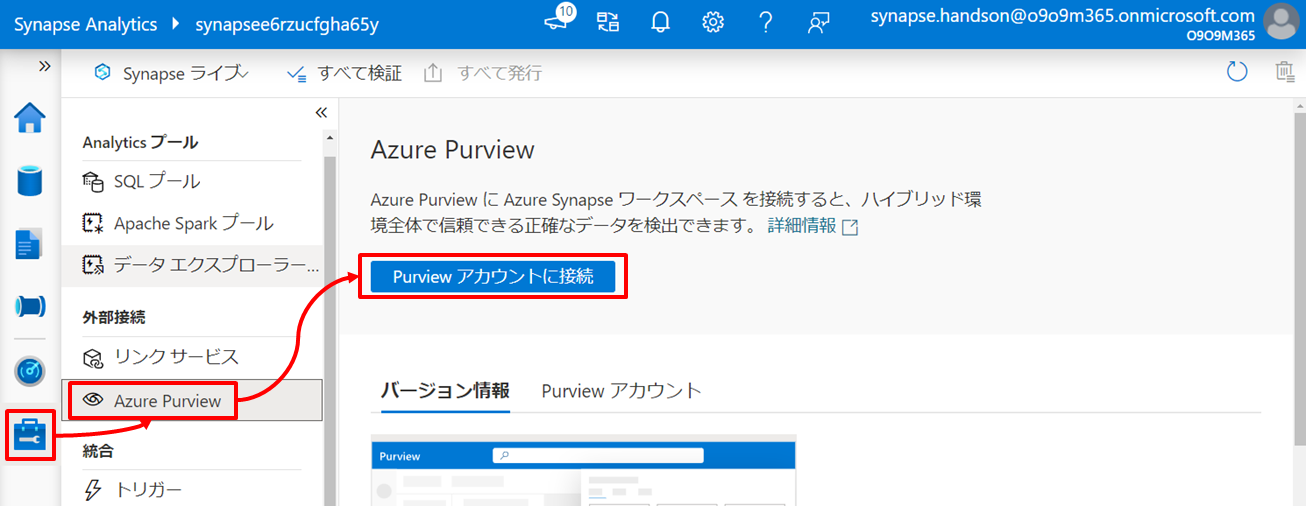 Synapse Analytics
synapsee6rzucfgha65y
10
synapse.handson@o9o9m365.onmicrosoft.com
O9O9M365
Synapse ライブ
すべて検証
すべて発行
Analytics プール
SQL プール
Apache Spark プール
データ エクスプローラー...
外部接続
リンク サービス
Azure Purview
統合
トリガー
Azure Purview
Azure Purview に Azure Synapse ワークスペース を接続すると、ハイブリッド環
境全体で信頼できる正確なデータを検出できます。 詳細情報
Purview アカウントに接続
バージョン情報
Purview アカウント
Purview